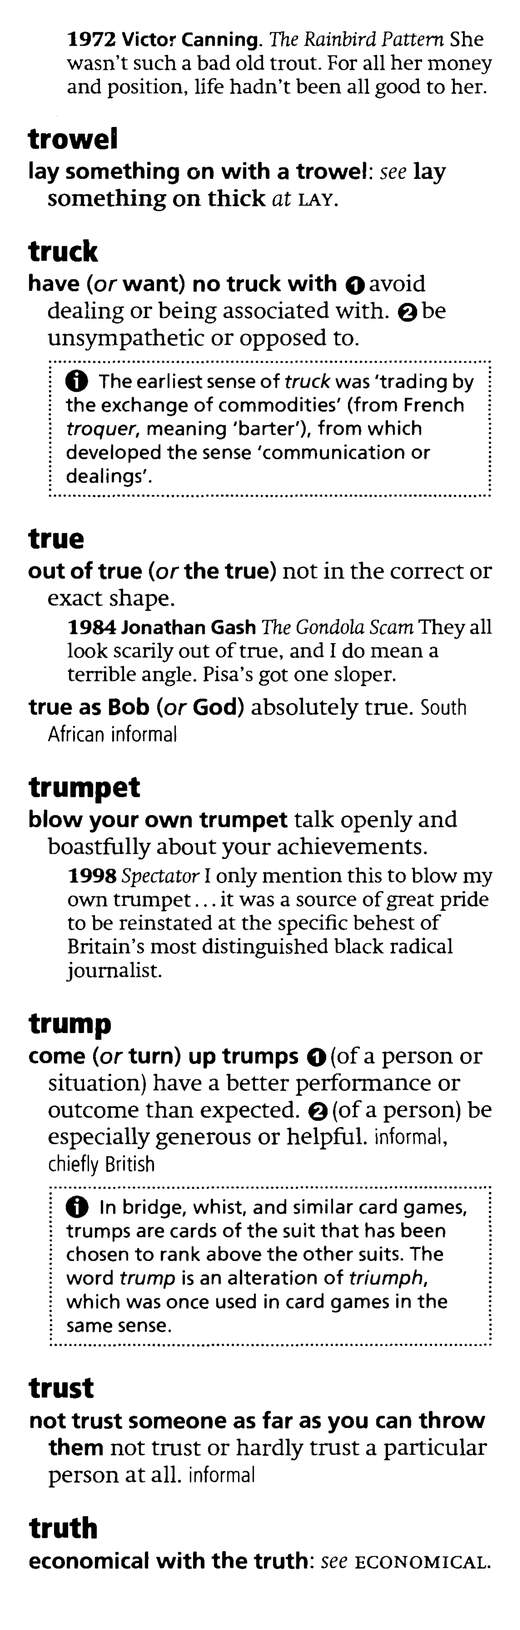 1972 Victor Canning. The Rainbird Pattern She
wasn't such a bad old trout. For all her money
and position, life hadn't been all good to her.
trowel
lay something on with a trowel: see lay
something on thick at LAY.
truck
have (or want) no truck with ❶ avoid
dealing or being associated with. ❷ be
unsympathetic or opposed to.
The earliest sense of truck was 'trading by
the exchange of commodities' (from French
troquer, meaning 'barter'), from which
developed the sense 'communication or
dealings'.
true
out of true (or the true) not in the correct or
exact shape.
1984 Jonathan Gash The Gondola Scam They all
look scarily out of true, and I do mean a
terrible angle. Pisa's got one sloper.
true as Bob (or God) absolutely true. South
African informal
trumpet
blow your own trumpet talk openly and
boastfully about your achievements.
1998 Spectator I only mention this to blow my
own trumpet... it was a source of great pride
to be reinstated at the specific behest of
Britain's most distinguished black radical
journalist.
trump
come (or turn) up trumps ❶ (of a person or
situation) have a better performance or
outcome than expected. ❷ (of a person) be
especially generous or helpful. informal,
chiefly British
In bridge, whist, and similar card games,
trumps are cards of the suit that has been
chosen to rank above the other suits. The
word trump is an alteration of triumph,
which was once used in card games in the
same sense.
trust
not trust someone as far as you can throw
them not trust or hardly trust a particular
person at all. informal
truth
economical with the truth: see ECONOMICAL.